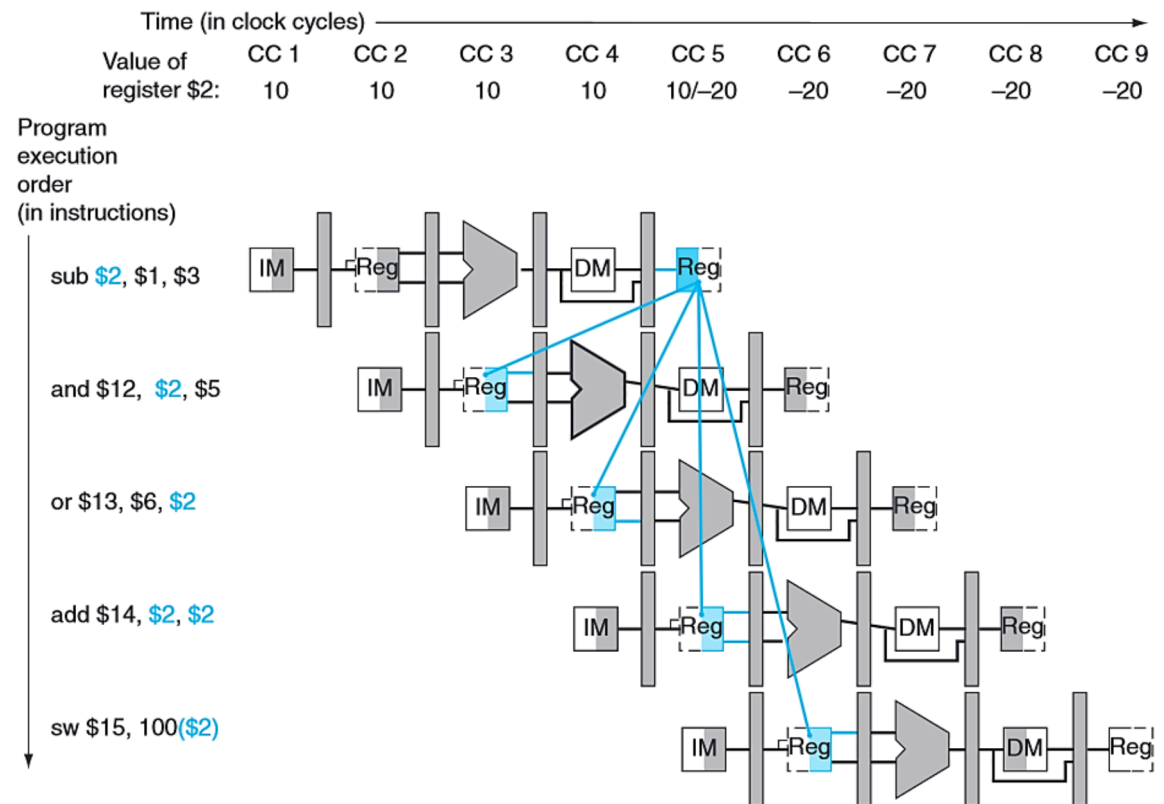 Time (in clock cycles)
Value of register $2:
CC 1 CC 2 CC 3 CC 4 CC 5 CC 6 CC 7 CC 8 CC 9
10 10 10 10 10/–20 –20 –20 –20 –20
Program
execution
order
(in instructions)
sub $2, $1, $3
IM Reg DM Reg
and $12, $2, $5
IM Reg DM Reg
or $13, $6, $2
IM Reg DM Reg
add $14, $2, $2
IM Reg DM Reg
sw $15, 100($2)
IM Reg DM Reg